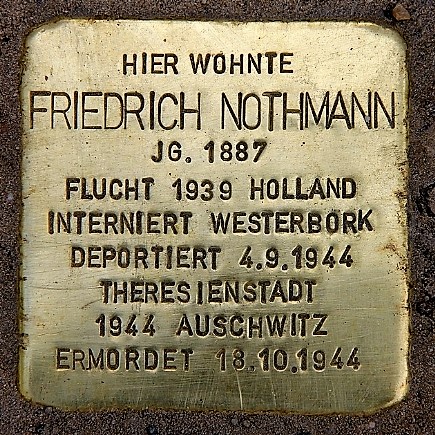 HIER WOHNTE
FRIEDRICH NOTHMANN
JG. 1887
FLUCHT 1939 HOLLAND
INTERNIERT WESTERBORK
DEPORTIERT 4.9.1944
THERESIENSTADT
1944 AUSCHWITZ
ERMORDET 18.10.1944